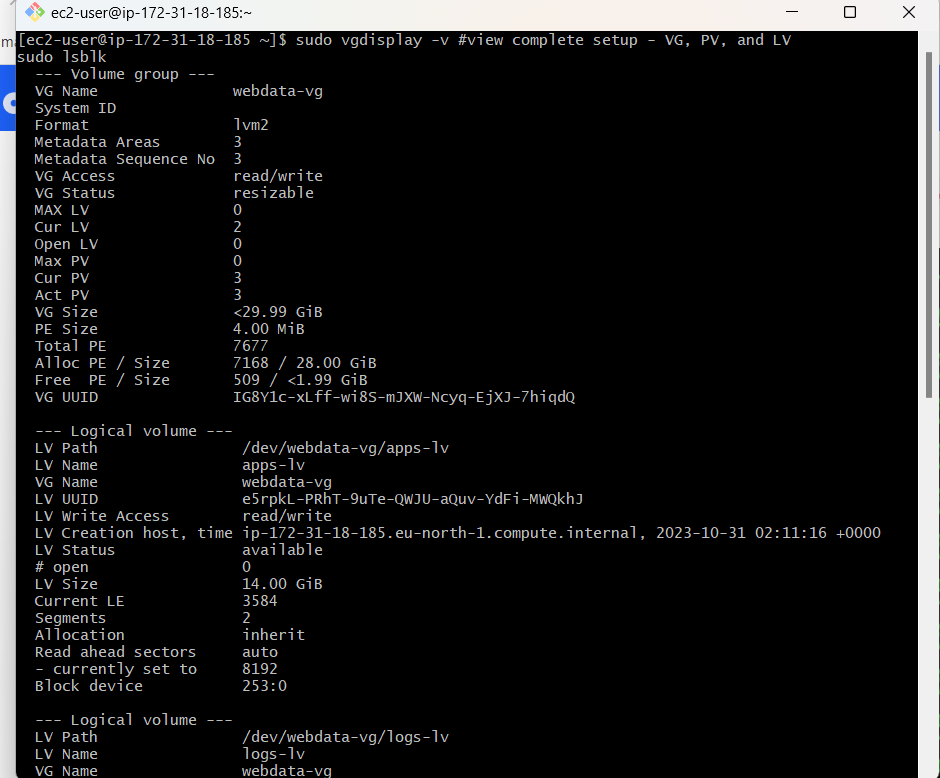 ec2-user@ip-172-31-18-185:~
[ec2-user@ip-172-31-18-185 ~]$ sudo vgdisplay -v #view complete setup - VG, PV, and LV
sudo lsblk
--- Volume group ---
VG Name webdata-vg
System ID
Format lvm2
Metadata Areas 3
Metadata Sequence No 3
VG Access read/write
VG Status resizable
MAX LV 0
Cur LV 2
Open LV 0
Max PV 0
Cur PV 3
Act PV 3
VG Size <29.99 GiB
PE Size 4.00 MiB
Total PE 7677
Alloc PE / Size 7168 / 28.00 GiB
Free PE / Size 509 / <1.99 GiB
VG UUID IG8Y1c-xLff-wi8S-mJXW-Ncyq-EjXJ-7hiqdQ
--- Logical volume ---
LV Path /dev/webdata-vg/apps-lv
LV Name apps-lv
VG Name webdata-vg
LV UUID e5rpkL-PRhT-9uTe-QWJU-aQuv-YdFi-MWQkhJ
LV Write Access read/write
LV Creation host, time ip-172-31-18-185.eu-north-1.compute.internal, 2023-10-31 02:11:16 +0000
LV Status available
# open 0
LV Size 14.00 GiB
Current LE 3584
Segments 2
Allocation inherit
Read ahead sectors auto
- currently set to 8192
Block device 253:0
--- Logical volume ---
LV Path /dev/webdata-vg/logs-lv
LV Name logs-lv
VG Name webdata-vg